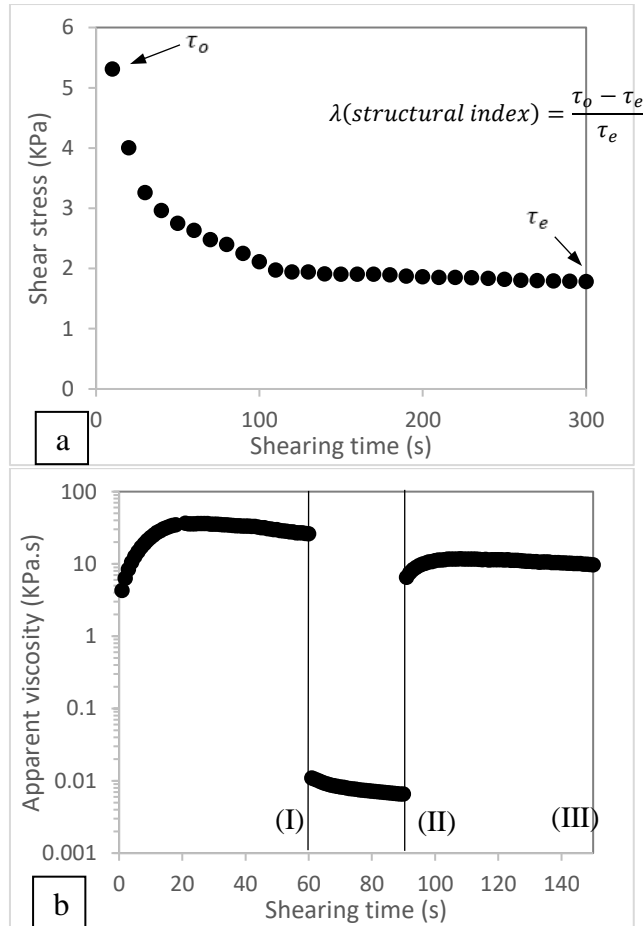 6
5
4
3
2
1
0
τₒ
λ(structural index) = (τₒ − τₑ)/τₑ
τₑ
Shear stress (KPa)
0 100 200 300
Shearing time (s)
a
100
10
1
0.1
0.01
0.001
Apparent viscosity (KPa.s)
(I) (II) (III)
0 20 40 60 80 100 120 140
Shearing time (s)
b